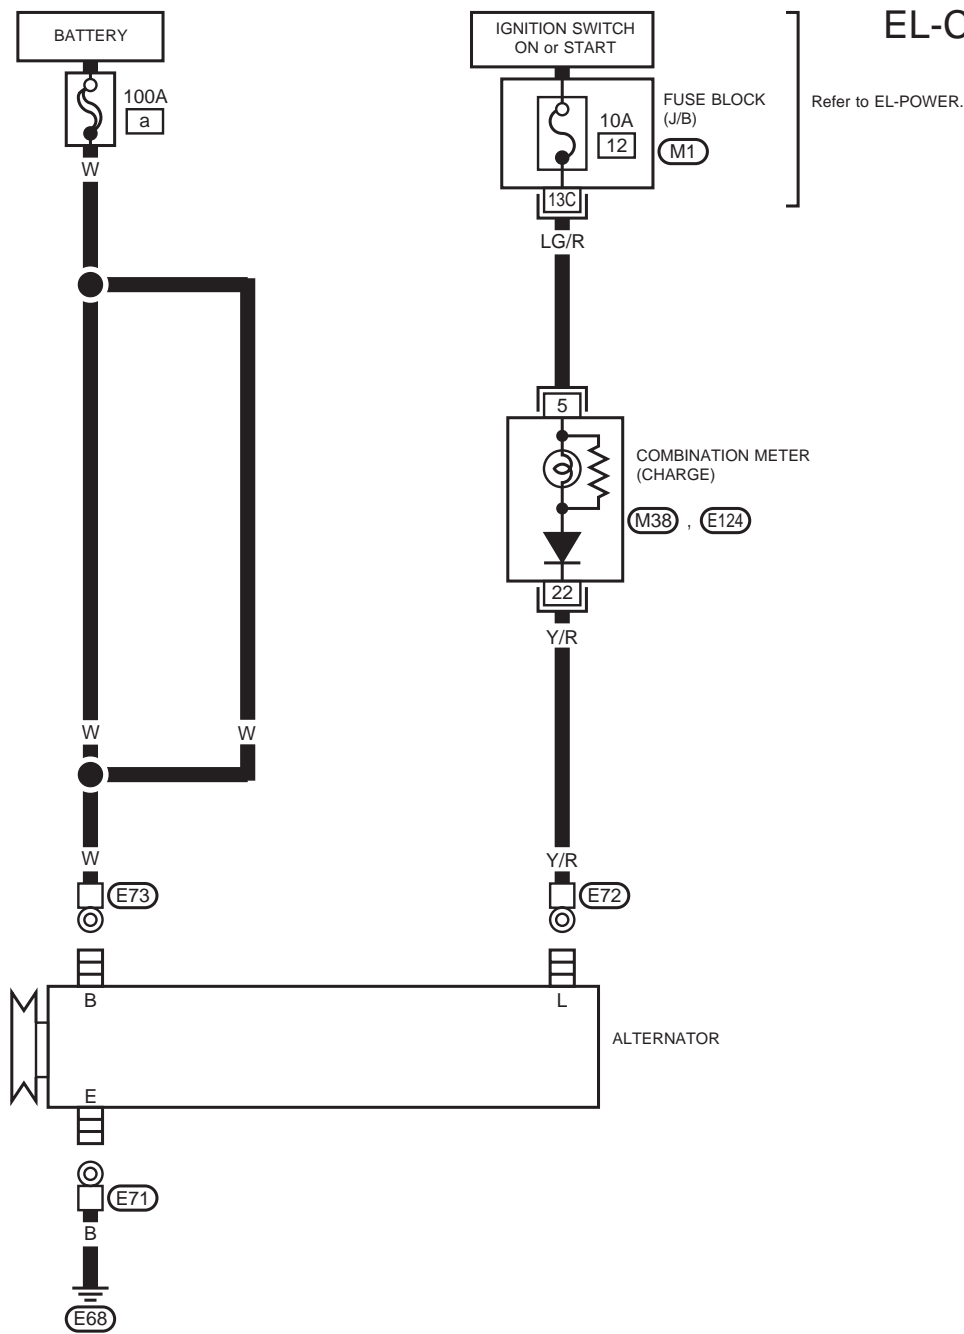 EL-C
BATTERY
IGNITION SWITCH
ON or START
100A
a
FUSE BLOCK
(J/B)
Refer to EL-POWER.
10A
12
M1
W
13C
LG/R
5
COMBINATION METER
(CHARGE)
M38 , E124
22
Y/R
W
W
W
Y/R
E73
E72
B
L
ALTERNATOR
E
E71
B
E68